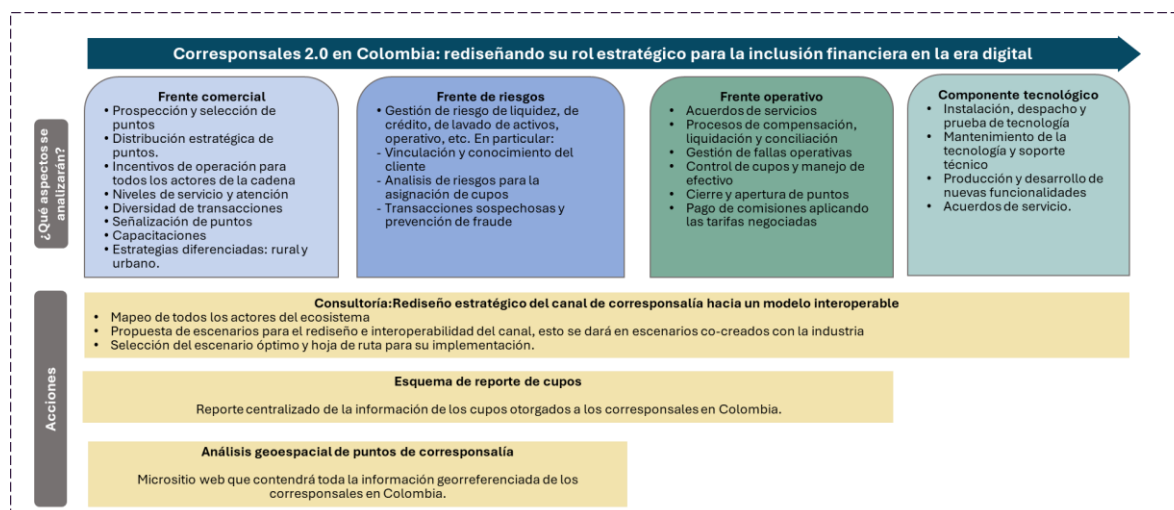 Corresponsales 2.0 en Colombia: rediseñando su rol estratégico para la inclusión financiera en la era digital
¿Qué aspectos se
analizarán?
Frente comercial
• Prospección y selección de
puntos
• Distribución estratégica de
puntos.
• Incentivos de operación para
todos los actores de la cadena
• Niveles de servicio y atención
• Diversidad de transacciones
• Señalización de puntos
• Capacitaciones
• Estrategias diferenciadas: rural y
urbano.
Frente de riesgos
• Gestión de riesgo de liquidez, de
crédito, de lavado de activos,
operativo, etc. En particular:
- Vinculación y conocimiento del
cliente
- Analisis de riesgos para la
asignación de cupos
- Transacciones sospechosas y
prevención de fraude
Frente operativo
• Acuerdos de servicios
• Procesos de compensación,
liquidación y conciliación
• Gestión de fallas operativas
• Control de cupos y manejo de
efectivo
• Cierre y apertura de puntos
• Pago de comisiones aplicando
las tarifas negociadas
Componente tecnológico
• Instalación, despacho y
prueba de tecnología
• Mantenimiento de la
tecnología y soporte
técnico
• Producción y desarrollo de
nuevas funcionalidades
• Acuerdos de servicio.
Acciones
Consultoría:Rediseño estratégico del canal de corresponsalía hacia un modelo interoperable
• Mapeo de todos los actores del ecosistema
• Propuesta de escenarios para el rediseño e interoperabilidad del canal, esto se dará en escenarios co-creados con la industria
• Selección del escenario óptimo y hoja de ruta para su implementación.
Esquema de reporte de cupos
Reporte centralizado de la información de los cupos otorgados a los corresponsales en Colombia.
Análisis geoespacial de puntos de corresponsalía
Micrositio web que contendrá toda la información georreferenciada de los
corresponsales en Colombia.